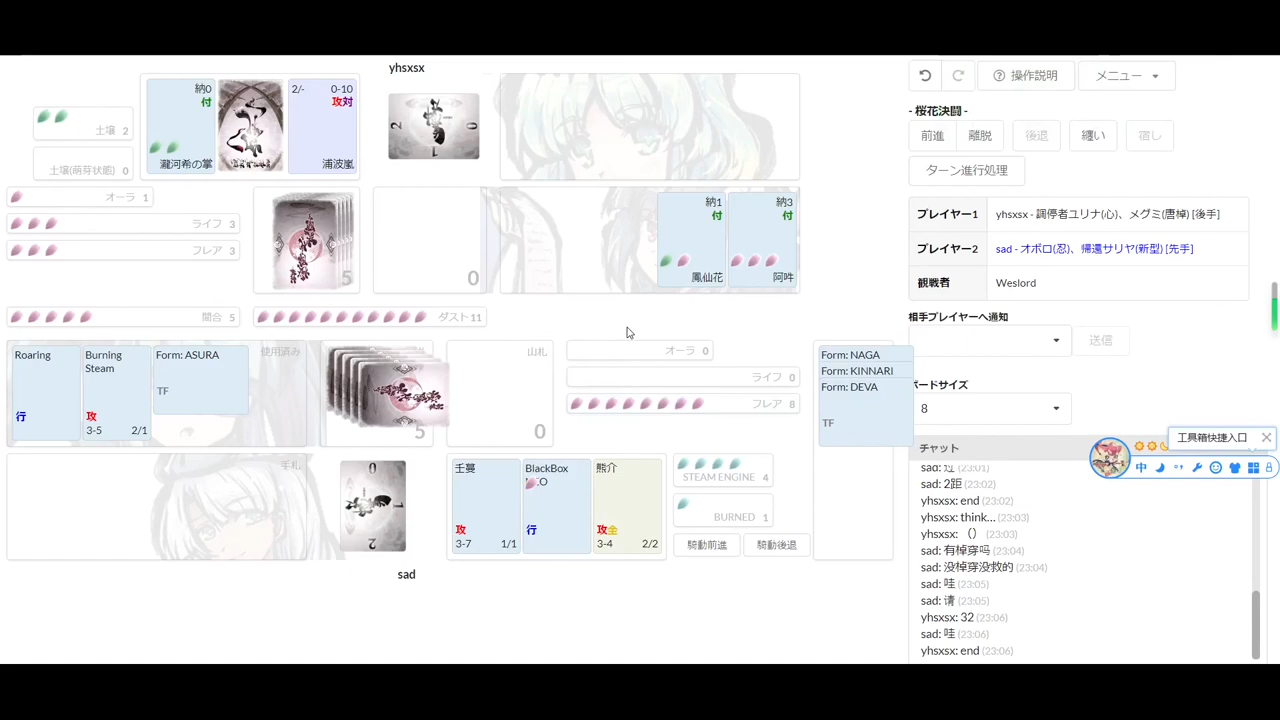 yhsxsx
納0
付
瀧河希の掌
2/-
0-10
攻対
浦波嵐
2
0
1
土壌 2
土壌(萌芽状態) 0
オーラ 1
ライフ 3
フレア 3
5
0
納1
付
鳳仙花
納3
付
阿吽
間合 5
ダスト 11
Roaring
行
Burning
Steam
攻
3-5
2/1
Form: ASURA
TF
使用済み
5
山札
0
オーラ 0
ライフ 0
フレア 8
Form: NAGA
Form: KINNARI
Form: DEVA
TF
手札
0
1
2
壬蔓
攻
3-7
1/1
BlackBox
行
熊介
攻全
3-4
2/2
STEAM ENGINE 4
BURNED 1
騎動前進
騎動後退
sad
操作説明
メニュー
- 桜花決闘 -
前進
離脱
後退
纏い
宿し
ターン進行処理
プレイヤー1 yhsxsx - 調停者ユリナ(心)、メグミ(唐棹) [後手]
プレイヤー2 sad - オボロ(忍)、帰還サリヤ(新型) [先手]
観戦者 Weslord
相手プレイヤーへ通知
送信
ボードサイズ
8
工具箱快捷入口
チャット
中
sad: 2距 (23:02)
yhsxsx: end (23:02)
yhsxsx: think... (23:03)
yhsxsx: （） (23:03)
sad: 有棹穿吗 (23:04)
sad: 没棹穿没救的 (23:04)
sad: 哇 (23:05)
sad: 请 (23:05)
yhsxsx: 32 (23:06)
sad: 哇 (23:06)
yhsxsx: end (23:06)